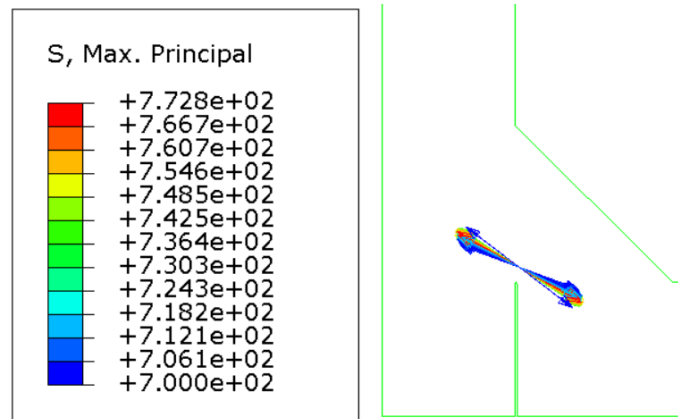 S, Max. Principal
+7.728e+02
+7.667e+02
+7.607e+02
+7.546e+02
+7.485e+02
+7.425e+02
+7.364e+02
+7.303e+02
+7.243e+02
+7.182e+02
+7.121e+02
+7.061e+02
+7.000e+02